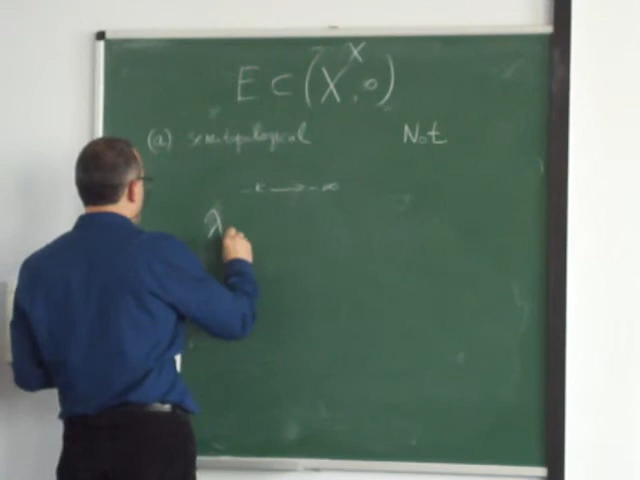 E ⊂ (X^X, ∘)
(a) semitopological Not
-k → -∞
λ